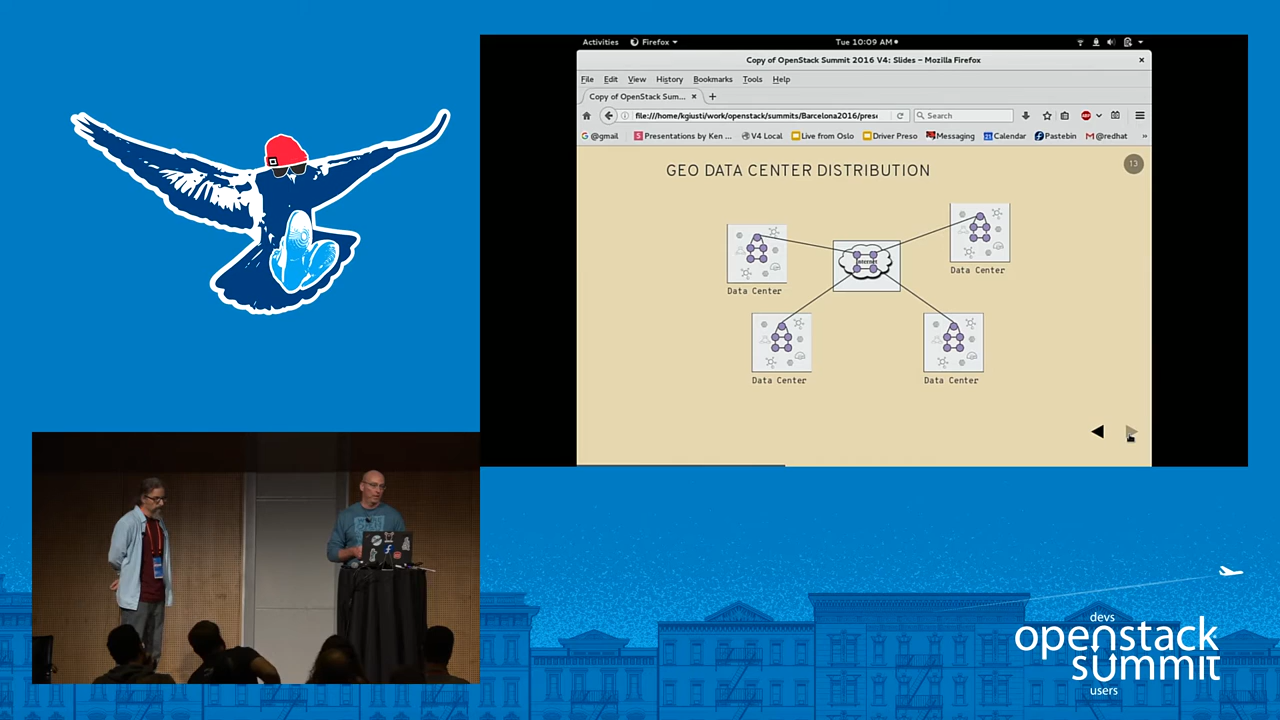 Activities
Firefox
Tue 10:09 AM
Copy of OpenStack Summit 2016 V4: Slides – Mozilla Firefox
File Edit View History Bookmarks Tools Help
Copy of OpenStack Sum...
file:///home/kgiusti/work/openstack/summits/Barcelona2016/prese
Search
@gmail
Presentations by Ken ...
V4 Local
Live from Oslo
Driver Preso
Messaging
Calendar
Pastebin
@redhat
GEO DATA CENTER DISTRIBUTION
13
Internet
Data Center
Data Center
Data Center
Data Center
devs
openstack
summit
users